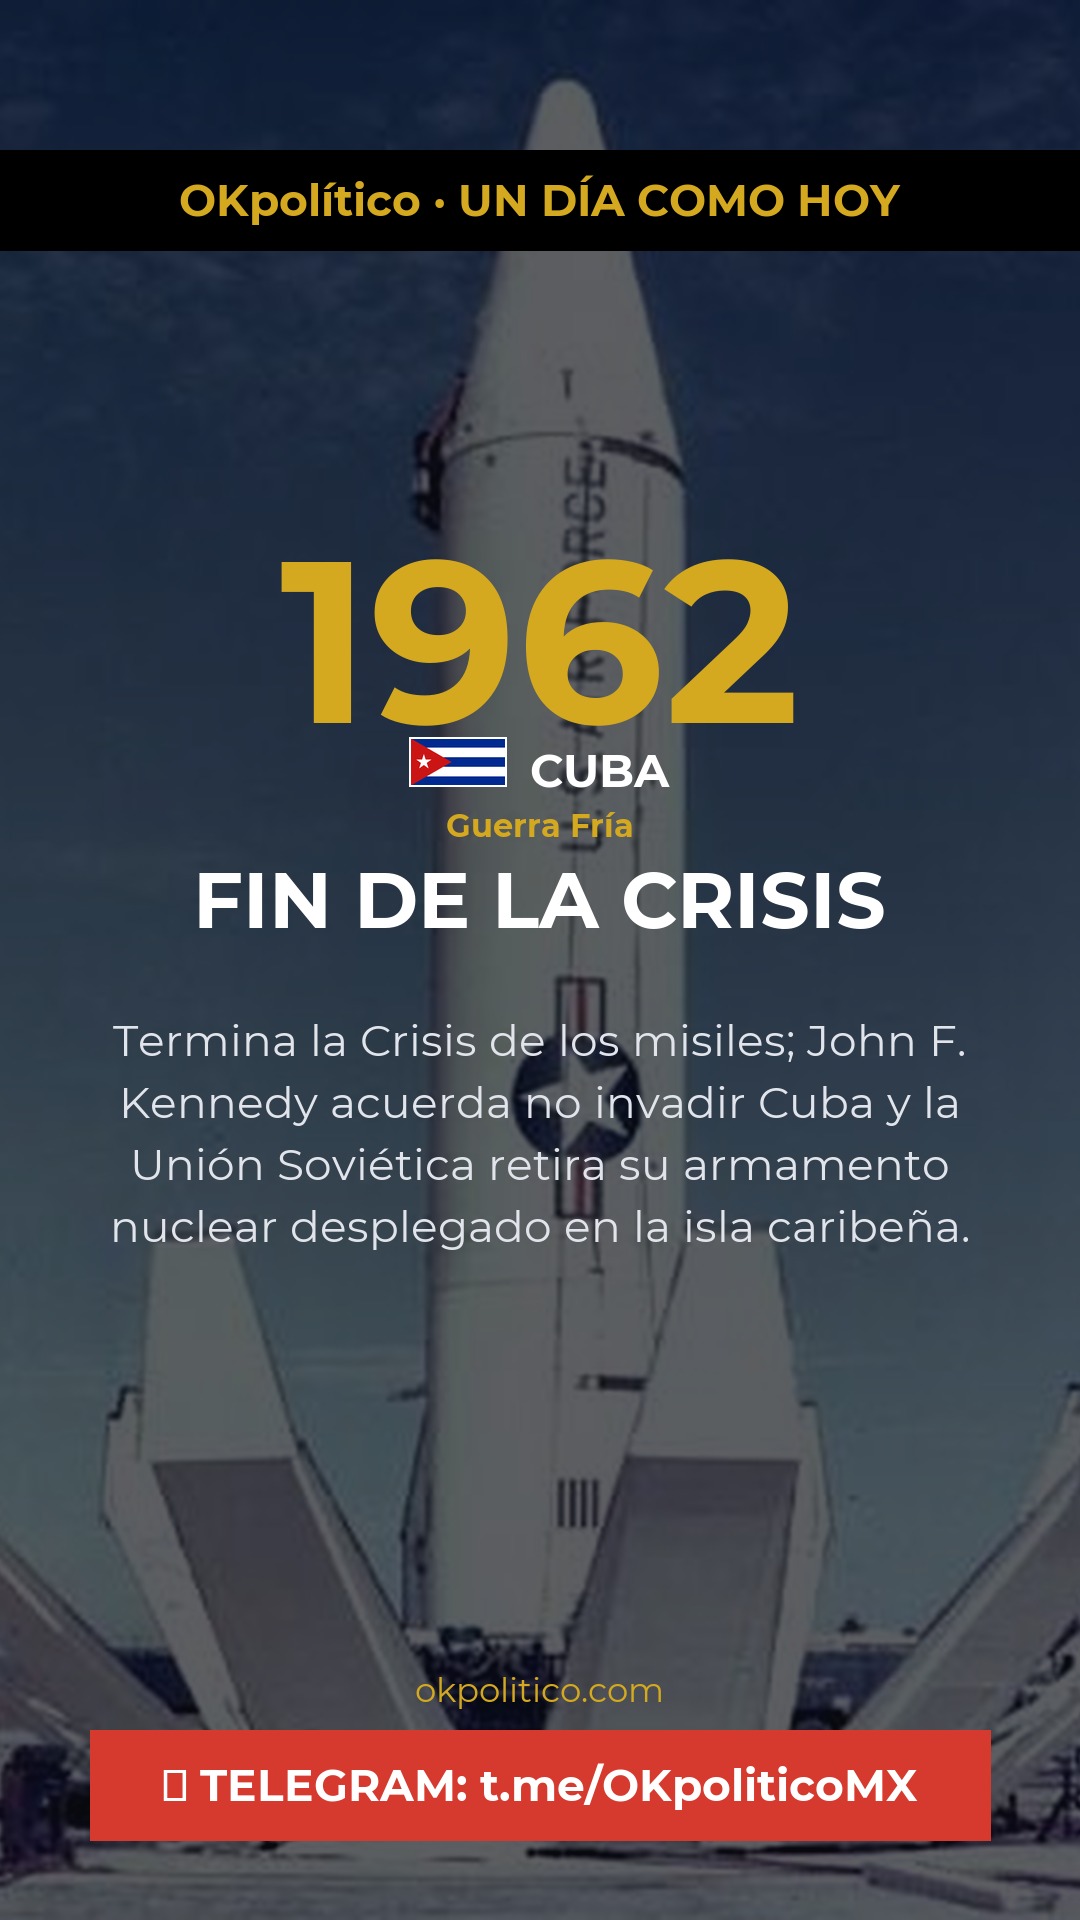 OKpolítico · UN DÍA COMO HOY
U.S. AIR FORCE
1962
CUBA
Guerra Fría
FIN DE LA CRISIS
Termina la Crisis de los misiles; John F.
Kennedy acuerda no invadir Cuba y la
Unión Soviética retira su armamento
nuclear desplegado en la isla caribeña.
okpolitico.com
TELEGRAM: t.me/OKpoliticoMX